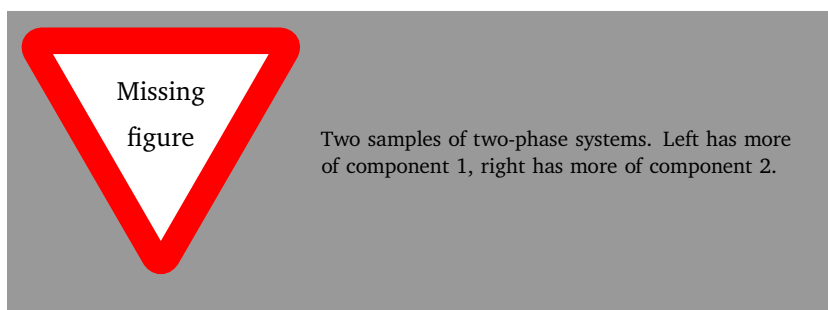 Missing
figure
Two samples of two-phase systems. Left has more
of component 1, right has more of component 2.